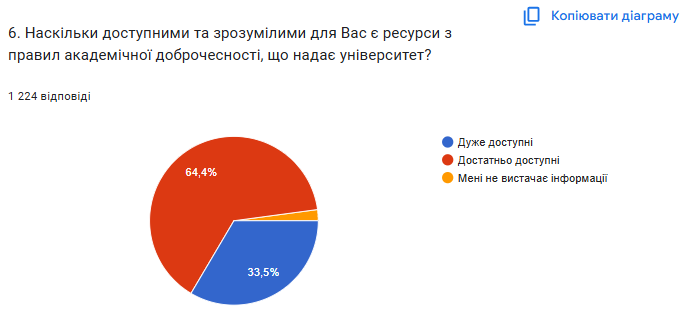 Копіювати діаграму
6. Наскільки доступними та зрозумілими для Вас є ресурси з
правил академічної доброчесності, що надає університет?
1 224 відповіді
Дуже доступні
Достатньо доступні
Мені не вистачає інформації
64,4%
33,5%